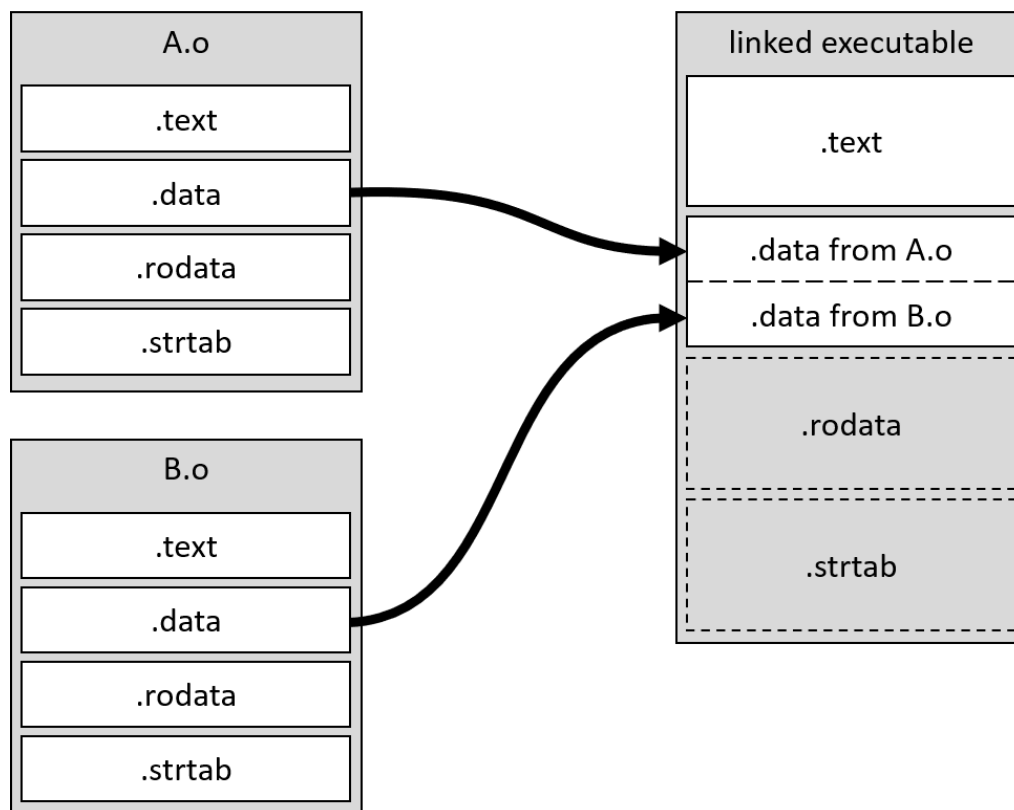 A.o
.text
.data
.rodata
.strtab
B.o
.text
.data
.rodata
.strtab
linked executable
.text
.data from A.o
.data from B.o
.rodata
.strtab